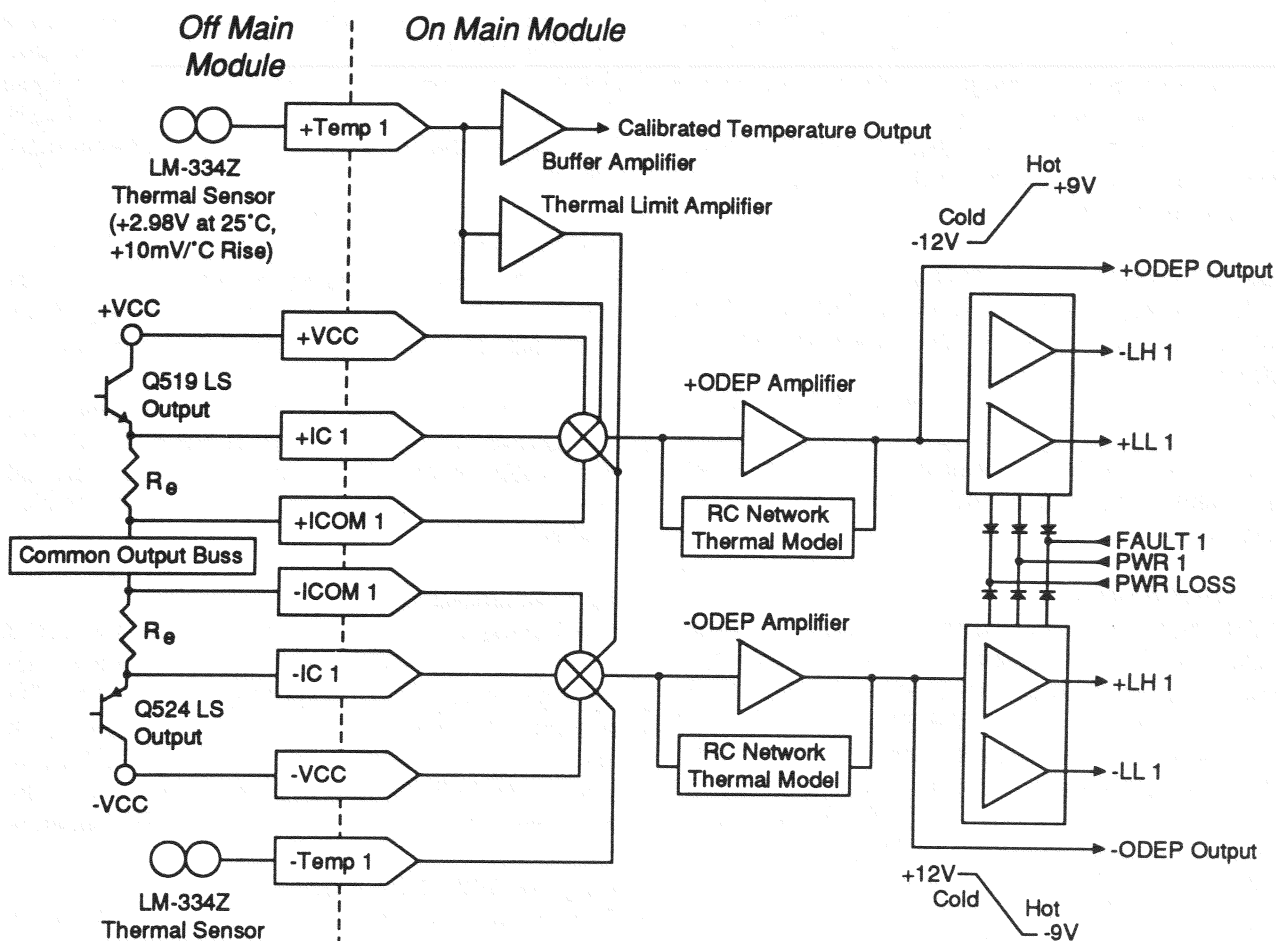 Off Main
Module
On Main Module
+Temp 1
Calibrated Temperature Output
Buffer Amplifier
LM-334Z
Thermal Sensor
(+2.98V at 25°C,
+10mV/°C Rise)
Thermal Limit Amplifier
Hot
+9V
Cold
-12V
+ODEP Output
+VCC
+VCC
Q519 LS
Output
-LH 1
+ODEP Amplifier
+IC 1
+LL 1
Re
+ICOM 1
RC Network
Thermal Model
Common Output Buss
FAULT 1
PWR 1
PWR LOSS
-ICOM 1
Re
-ODEP Amplifier
-IC 1
+LH 1
Q524 LS
Output
RC Network
Thermal Model
-VCC
-VCC
-LL 1
-Temp 1
-ODEP Output
LM-334Z
Thermal Sensor
+12V
Cold
Hot
-9V